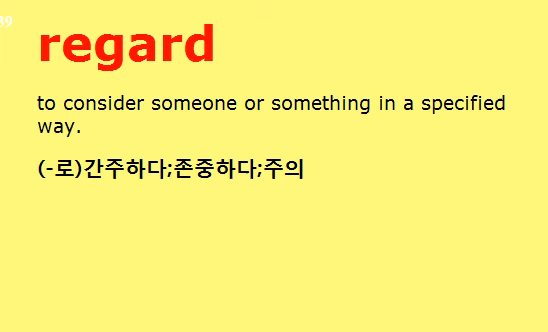 39
regard
to consider someone or something in a specified
way.
(-로)간주하다;존중하다;주의